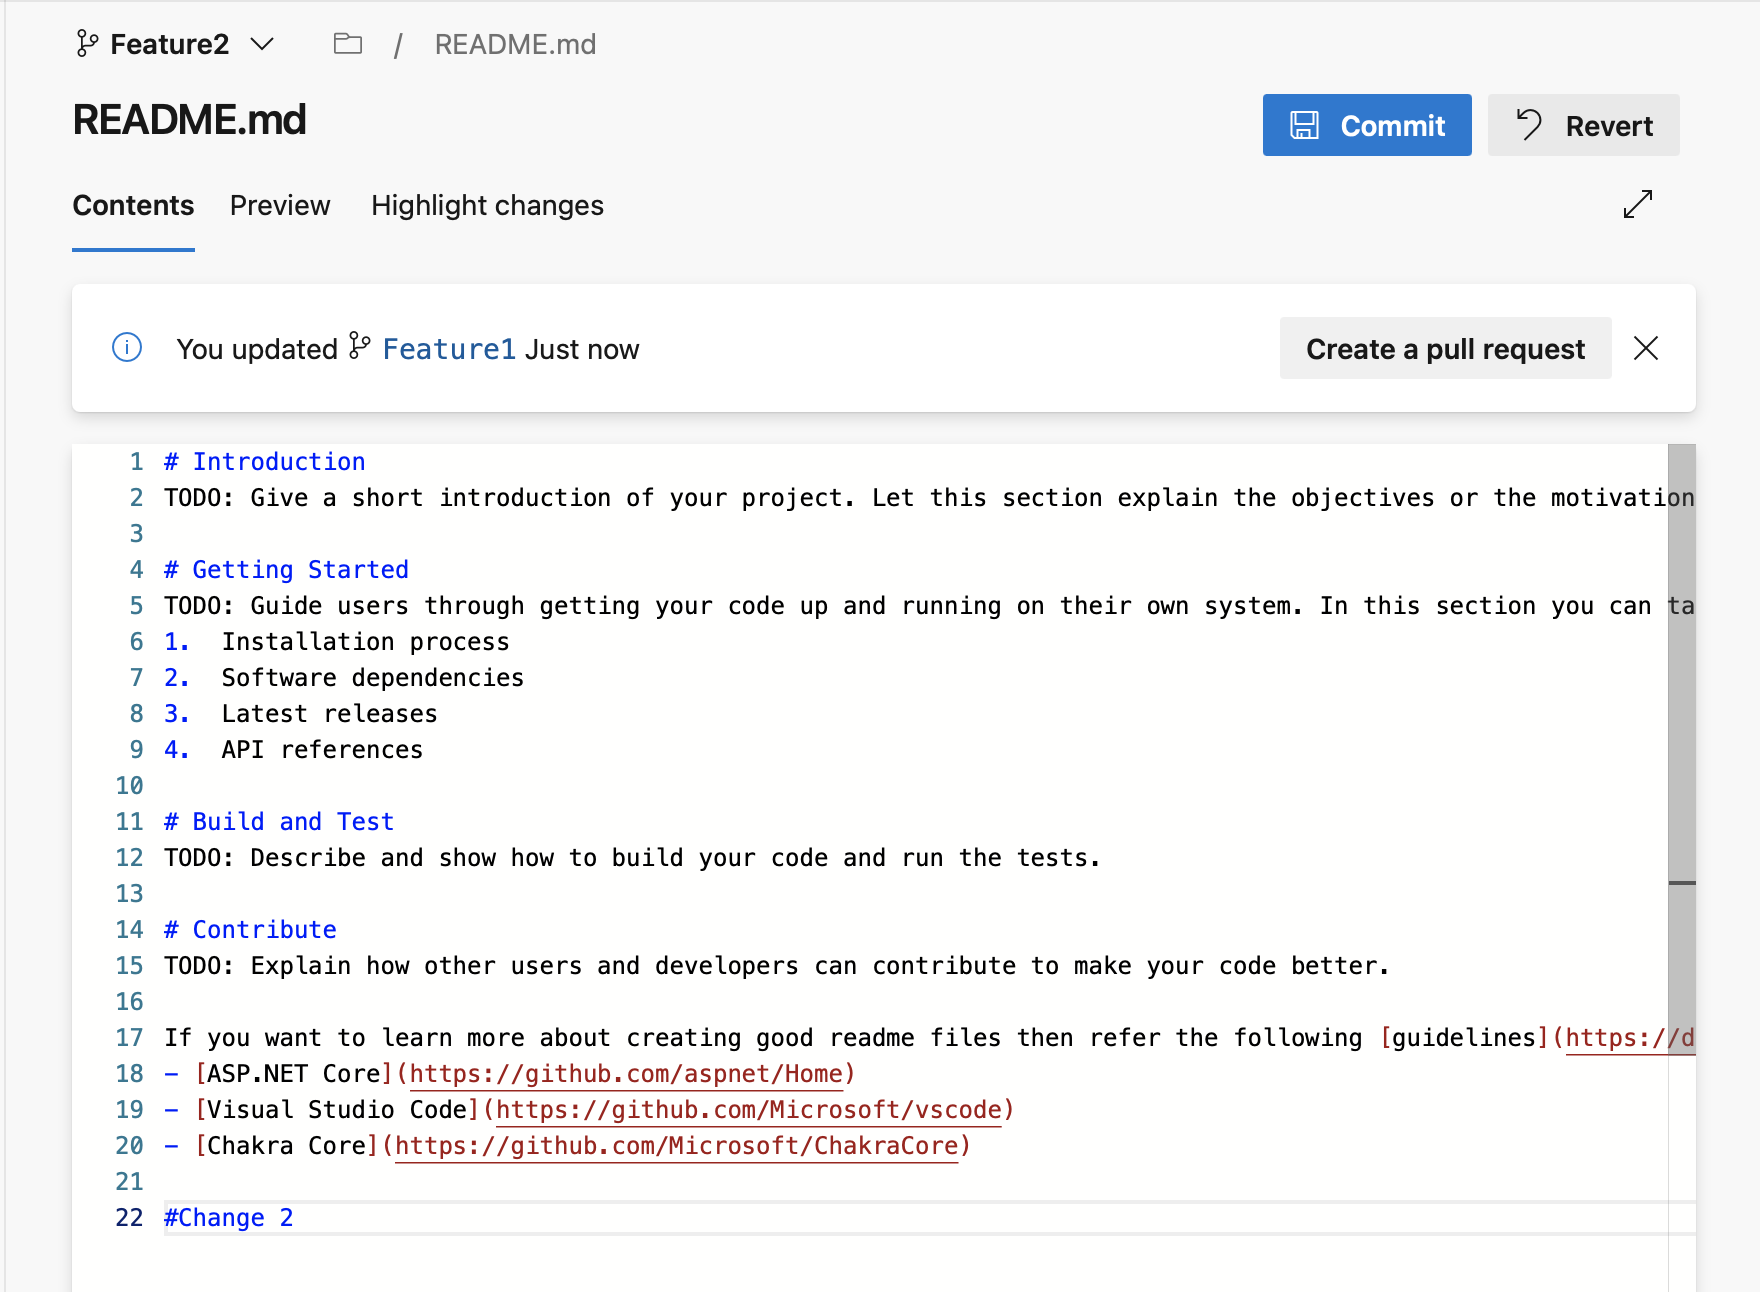 Feature2 / README.md
README.md
Commit Revert
Contents Preview Highlight changes
You updated Feature1 Just now Create a pull request
1 # Introduction
2 TODO: Give a short introduction of your project. Let this section explain the objectives or the motivation
3
4 # Getting Started
5 TODO: Guide users through getting your code up and running on their own system. In this section you can ta
6 1. Installation process
7 2. Software dependencies
8 3. Latest releases
9 4. API references
10
11 # Build and Test
12 TODO: Describe and show how to build your code and run the tests.
13
14 # Contribute
15 TODO: Explain how other users and developers can contribute to make your code better.
16
17 If you want to learn more about creating good readme files then refer the following [guidelines](https://d
18 - [ASP.NET Core](https://github.com/aspnet/Home)
19 - [Visual Studio Code](https://github.com/Microsoft/vscode)
20 - [Chakra Core](https://github.com/Microsoft/ChakraCore)
21
22 #Change 2